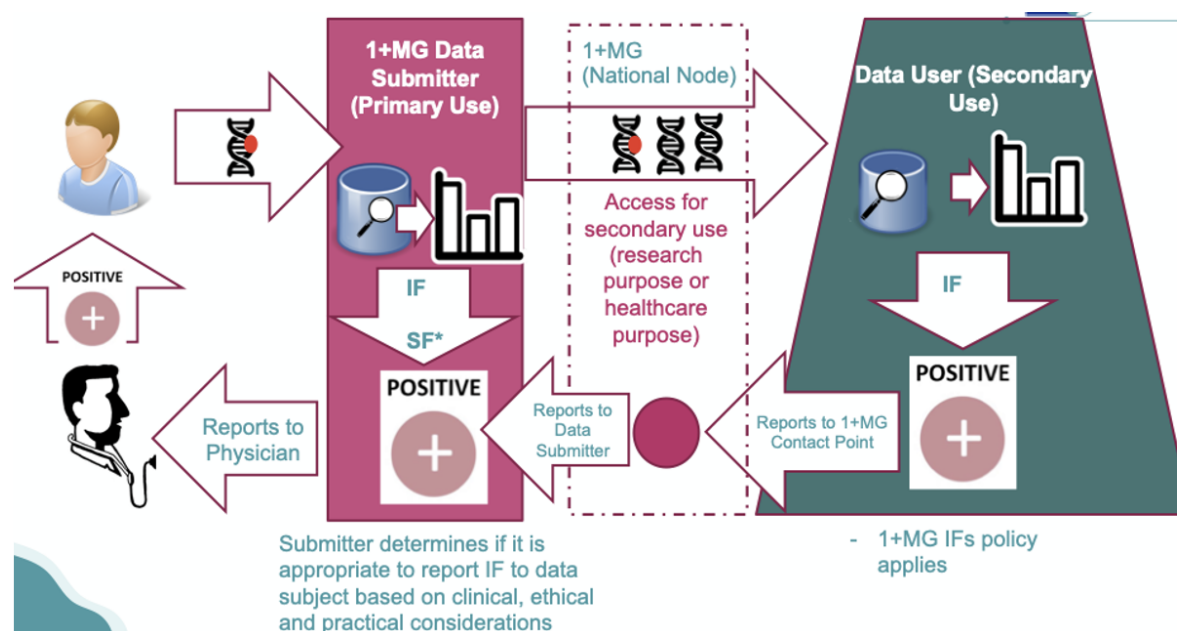 1+MG Data
Submitter
(Primary Use)
1+MG
(National Node)
Data User (Secondary
Use)
Access for
secondary use
(research
purpose or
healthcare
purpose)
IF
SF*
IF
POSITIVE
POSITIVE
POSITIVE
Reports to
Physician
Reports to
Data
Submitter
Reports to 1+MG
Contact Point
Submitter determines if it is
appropriate to report IF to data
subject based on clinical, ethical
and practical considerations
- 1+MG IFs policy
applies